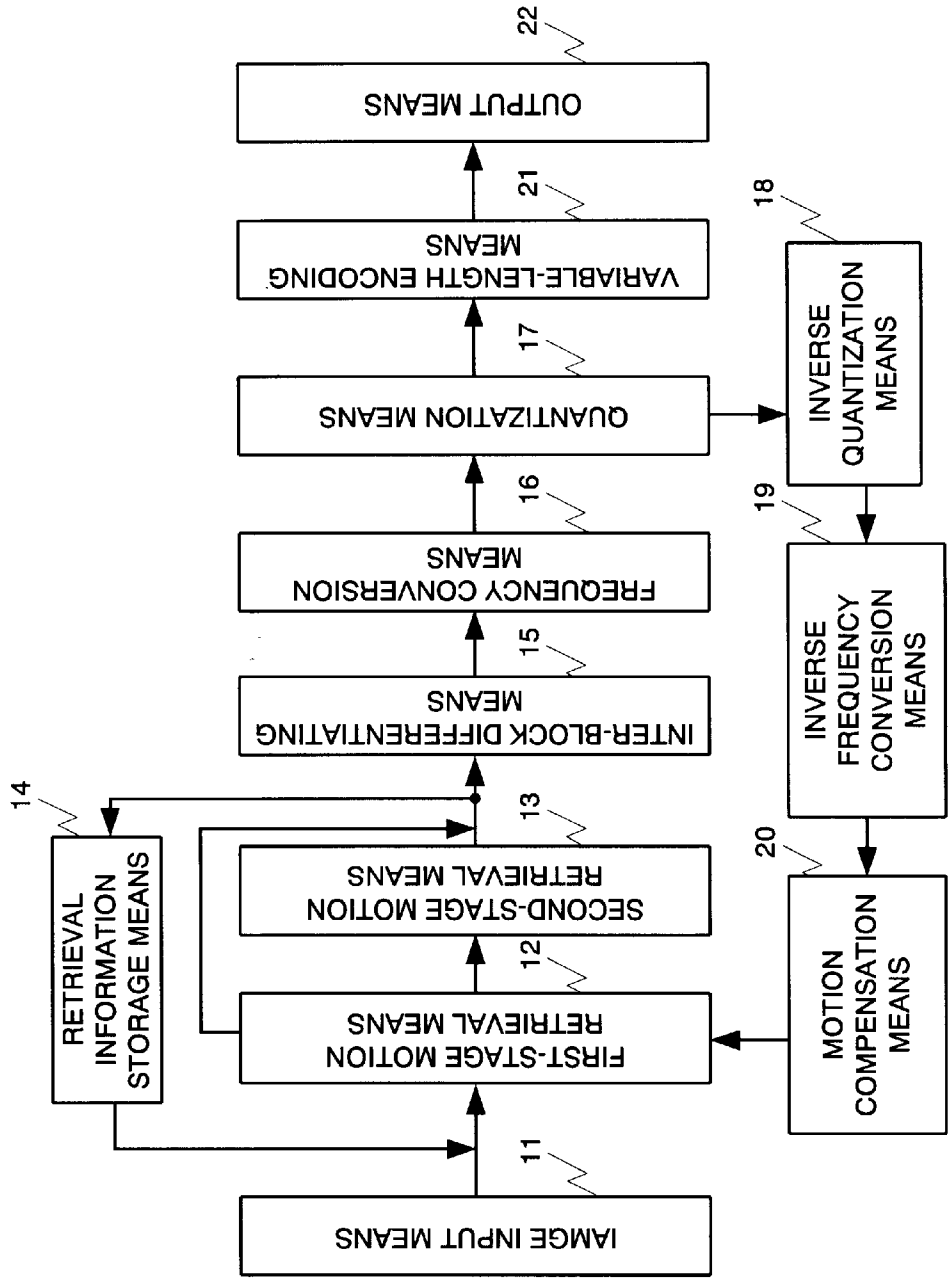 RETRIEVAL
INFORMATION
STORAGE MEANS
14
IAMGE INPUT MEANS
11
FIRST-STAGE MOTION
RETRIEVAL MEANS
12
SECOND-STAGE MOTION
RETRIEVAL MEANS
13
INTER-BLOCK DIFFERENTIATING
MEANS
15
FREQUENCY CONVERSION
MEANS
16
QUANTIZATION MEANS
17
VARIABLE-LENGTH ENCODING
MEANS
21
OUTPUT MEANS
22
INVERSE
QUANTIZATION
MEANS
18
INVERSE
FREQUENCY
CONVERSION
MEANS
19
MOTION
COMPENSATION
MEANS
20